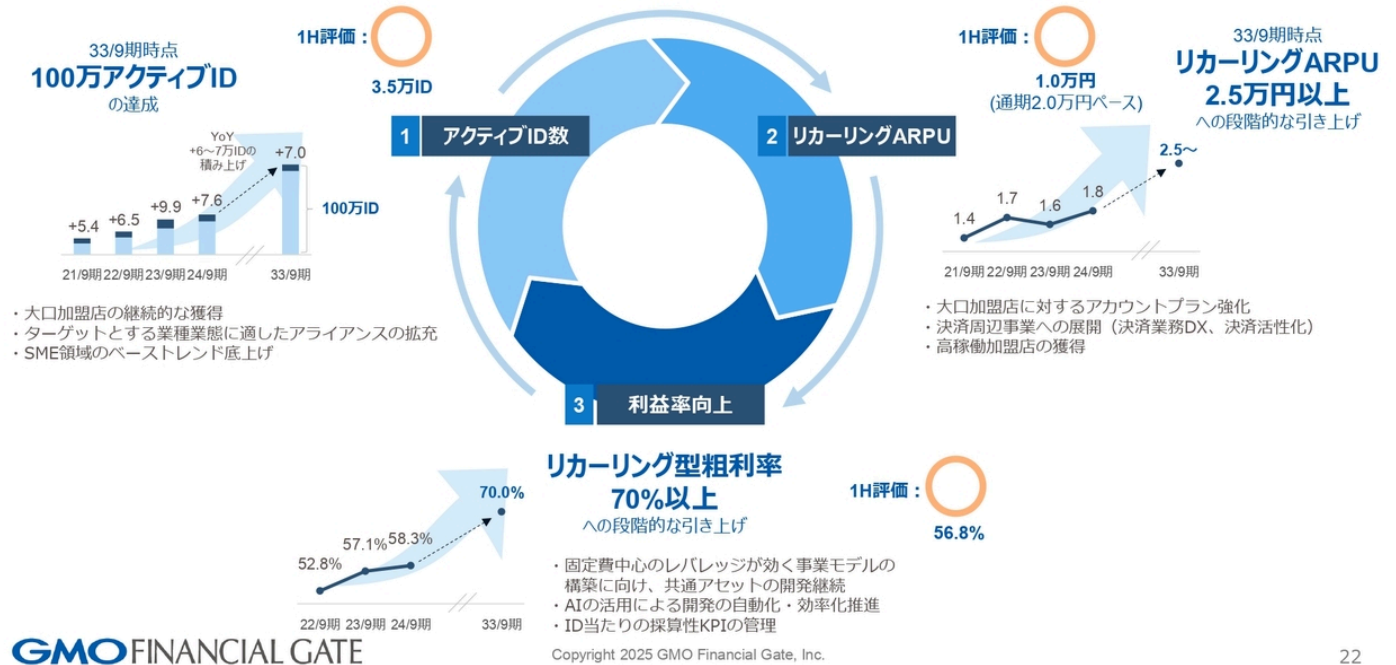 33/9期時点
100万アクティブID
の達成
1H評価：
3.5万ID
YoY
+6～7万IDの
積み上げ
+5.4
+6.5
+9.9
+7.6
+7.0
100万ID
21/9期 22/9期 23/9期 24/9期 33/9期
・大口加盟店の継続的な獲得
・ターゲットとする業種業態に適したアライアンスの拡充
・SME領域のベーストレンド底上げ
1 アクティブID数
2 リカーリングARPU
3 利益率向上
1H評価：
1.0万円
(通期2.0万円ペース)
33/9期時点
リカーリングARPU
2.5万円以上
への段階的な引き上げ
1.4
1.7
1.6
1.8
2.5～
21/9期 22/9期 23/9期 24/9期 33/9期
・大口加盟店に対するアカウントプラン強化
・決済周辺事業への展開（決済業務DX、決済活性化）
・高稼働加盟店の獲得
52.8%
57.1%
58.3%
70.0%
22/9期 23/9期 24/9期 33/9期
リカーリング型粗利率
70%以上
への段階的な引き上げ
1H評価：
56.8%
・固定費中心のレバレッジが効く事業モデルの
構築に向け、共通アセットの開発継続
・AIの活用による開発の自動化・効率化推進
・ID当たりの採算性KPIの管理
GMO FINANCIAL GATE
Copyright 2025 GMO Financial Gate, Inc.
22